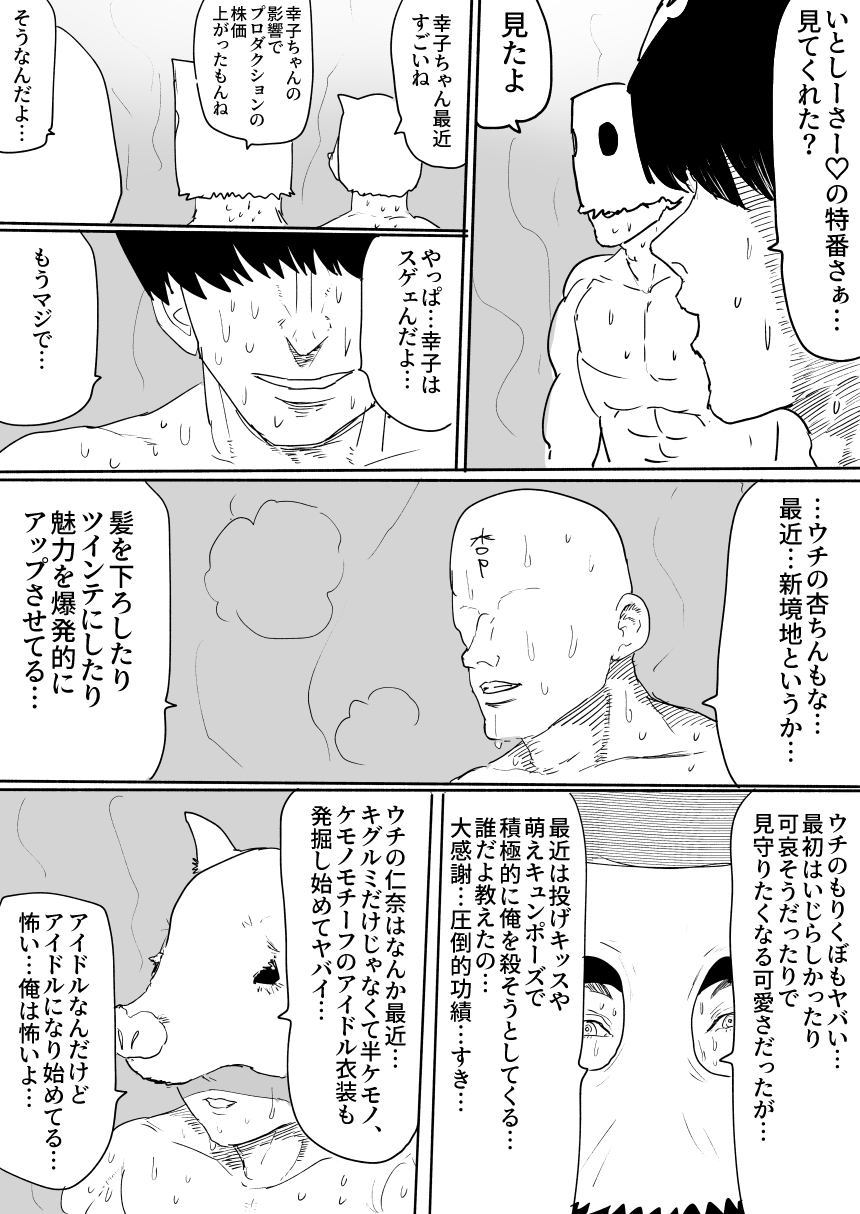 いとしーさー♡の特番さぁ…
見てくれた？
見たよ
幸子ちゃん最近
すごいね
幸子ちゃんの
影響で
プロダクションの
株価
上がったもんね
そうなんだよ…
やっぱ…幸子は
スゲェんだよ…
もうマジで…
…ウチの杏ちんもな…
最近…新境地というか…
杏
髪を下ろしたり
ツインテにしたり
魅力を爆発的に
アップさせてる…
ウチのもりくぼもヤバい…
最初はいじらしかったり
可哀そうだったりで
見守りたくなる可愛さだったが…
最近は投げキッスや
萌えキュンポーズで
積極的に俺を殺そうとしてくる…
誰だよ教えたの…
大感謝…圧倒的功績…すき…
ウチの仁奈はなんか最近…
キグルミだけじゃなくて半ケモノ、
ケモノモチーフのアイドル衣装も
発掘し始めてヤバイ…
アイドルなんだけど
アイドルになり始めてる…
怖い…俺は怖いよ…